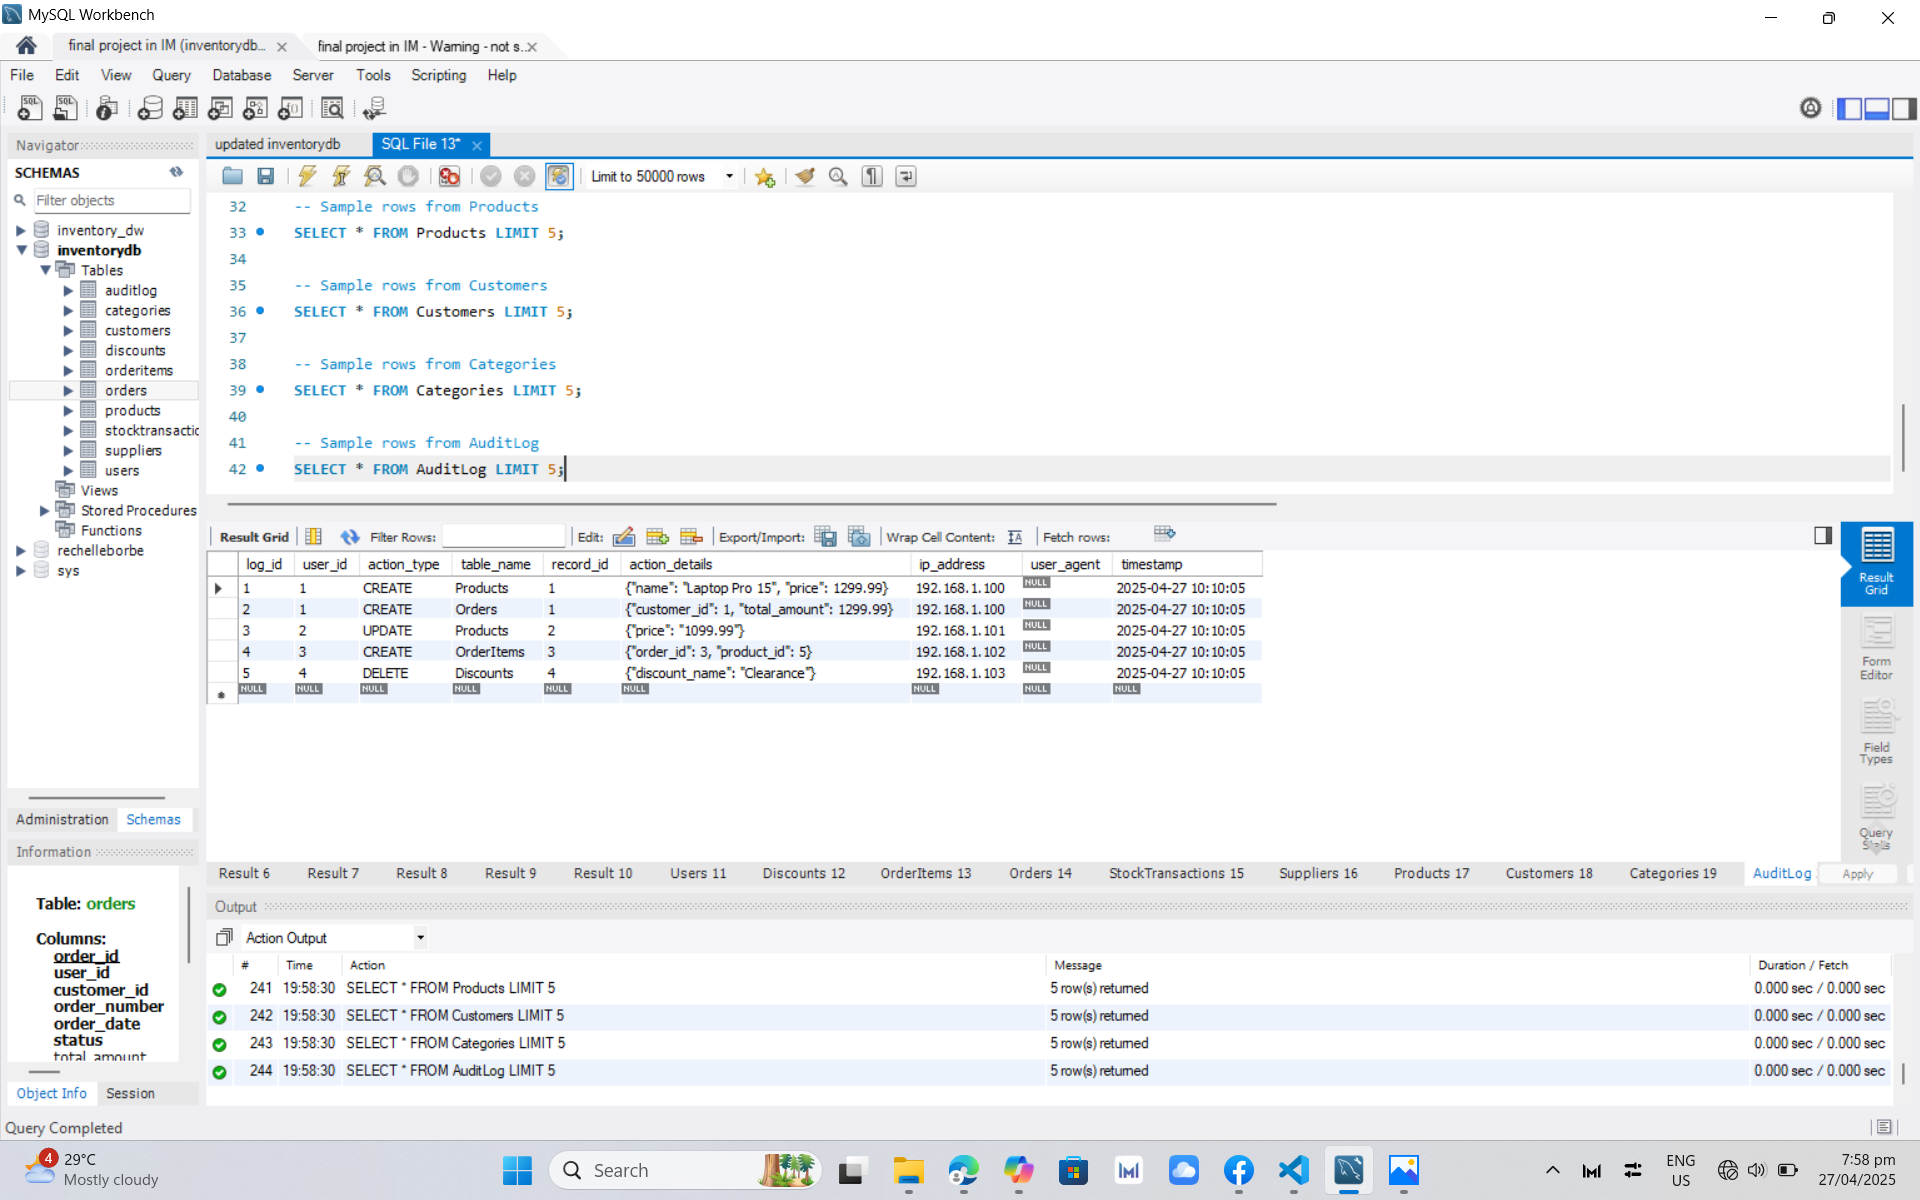 MySQL Workbench
final project in IM (inventorydb...
final project in IM - Warning - not s...
File Edit View Query Database Server Tools Scripting Help
Navigator
SCHEMAS
Filter objects
inventory_dw
inventorydb
Tables
auditlog
categories
customers
discounts
orderitems
orders
products
stocktransactic
suppliers
users
Views
Stored Procedures
Functions
rechelleborbe
sys
Administration Schemas
Information
Table: orders
Columns:
order_id
user_id
customer_id
order_number
order_date
status
total_amount
Object Info Session
updated inventorydb SQL File 13*
Limit to 50000 rows
32 -- Sample rows from Products
33 SELECT * FROM Products LIMIT 5;
34
35 -- Sample rows from Customers
36 SELECT * FROM Customers LIMIT 5;
37
38 -- Sample rows from Categories
39 SELECT * FROM Categories LIMIT 5;
40
41 -- Sample rows from AuditLog
42 SELECT * FROM AuditLog LIMIT 5;
Result Grid Filter Rows: Edit: Export/Import: Wrap Cell Content: Fetch rows:
log_id user_id action_type table_name record_id action_details ip_address user_agent timestamp
1 1 CREATE Products 1 {"name": "Laptop Pro 15", "price": 1299.99} 192.168.1.100 NULL 2025-04-27 10:10:05
2 1 CREATE Orders 1 {"customer_id": 1, "total_amount": 1299.99} 192.168.1.100 NULL 2025-04-27 10:10:05
3 2 UPDATE Products 2 {"price": "1099.99"} 192.168.1.101 NULL 2025-04-27 10:10:05
4 3 CREATE OrderItems 3 {"order_id": 3, "product_id": 5} 192.168.1.102 NULL 2025-04-27 10:10:05
5 4 DELETE Discounts 4 {"discount_name": "Clearance"} 192.168.1.103 NULL 2025-04-27 10:10:05
NULL NULL NULL NULL NULL NULL NULL NULL NULL
Result Grid
Form Editor
Field Types
Query Stats
Result 6 Result 7 Result 8 Result 9 Result 10 Users 11 Discounts 12 OrderItems 13 Orders 14 StockTransactions 15 Suppliers 16 Products 17 Customers 18 Categories 19 AuditLog Apply
Output
Action Output
# Time Action Message Duration / Fetch
241 19:58:30 SELECT * FROM Products LIMIT 5 5 row(s) returned 0.000 sec / 0.000 sec
242 19:58:30 SELECT * FROM Customers LIMIT 5 5 row(s) returned 0.000 sec / 0.000 sec
243 19:58:30 SELECT * FROM Categories LIMIT 5 5 row(s) returned 0.000 sec / 0.000 sec
244 19:58:30 SELECT * FROM AuditLog LIMIT 5 5 row(s) returned 0.000 sec / 0.000 sec
Query Completed
4
29°C
Mostly cloudy
Search
ENG
US
7:58 pm
27/04/2025